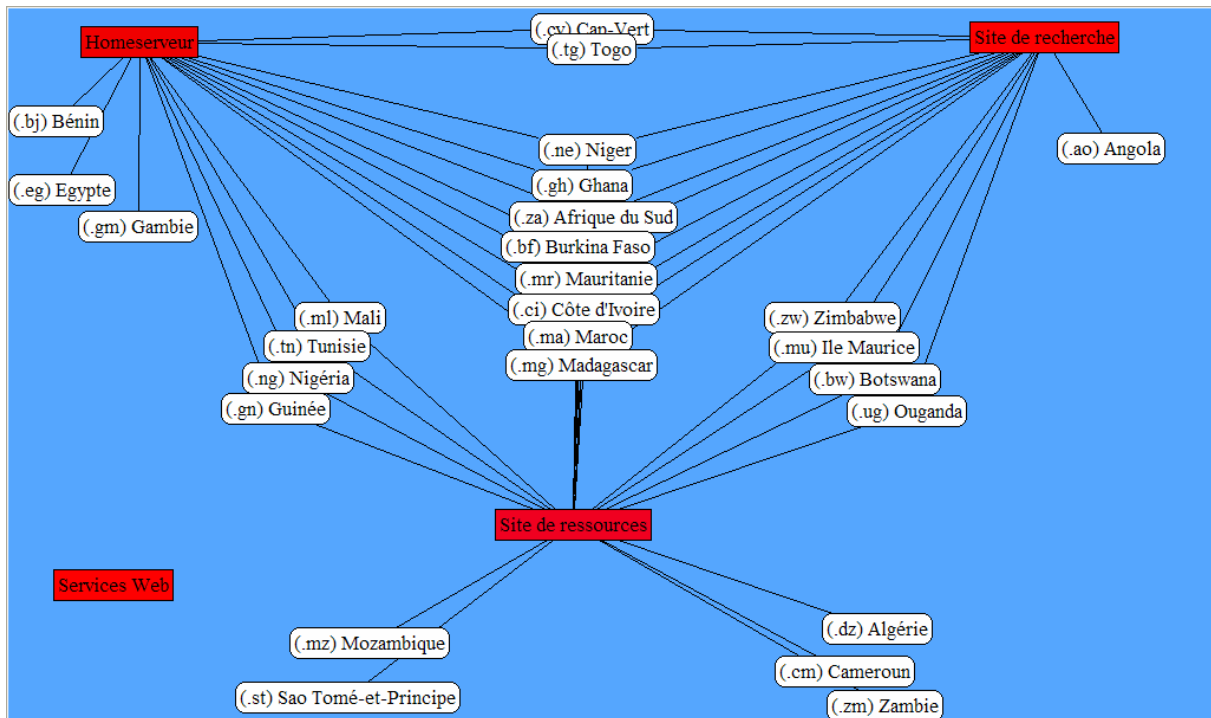 (.cv) Cap-Vert
Homeserveur
Site de recherche
(.tg) Togo
(.bj) Bénin
(.ne) Niger
(.ao) Angola
(.eg) Egypte
(.gh) Ghana
(.gm) Gambie
(.za) Afrique du Sud
(.bf) Burkina Faso
(.mr) Mauritanie
(.ml) Mali
(.ci) Côte d'Ivoire
(.zw) Zimbabwe
(.tn) Tunisie
(.ma) Maroc
(.mu) Ile Maurice
(.ng) Nigéria
(.mg) Madagascar
(.bw) Botswana
(.gn) Guinée
(.ug) Ouganda
Site de ressources
Services Web
(.mz) Mozambique
(.dz) Algérie
(.cm) Cameroun
(.st) Sao Tomé-et-Principe
(.zm) Zambie